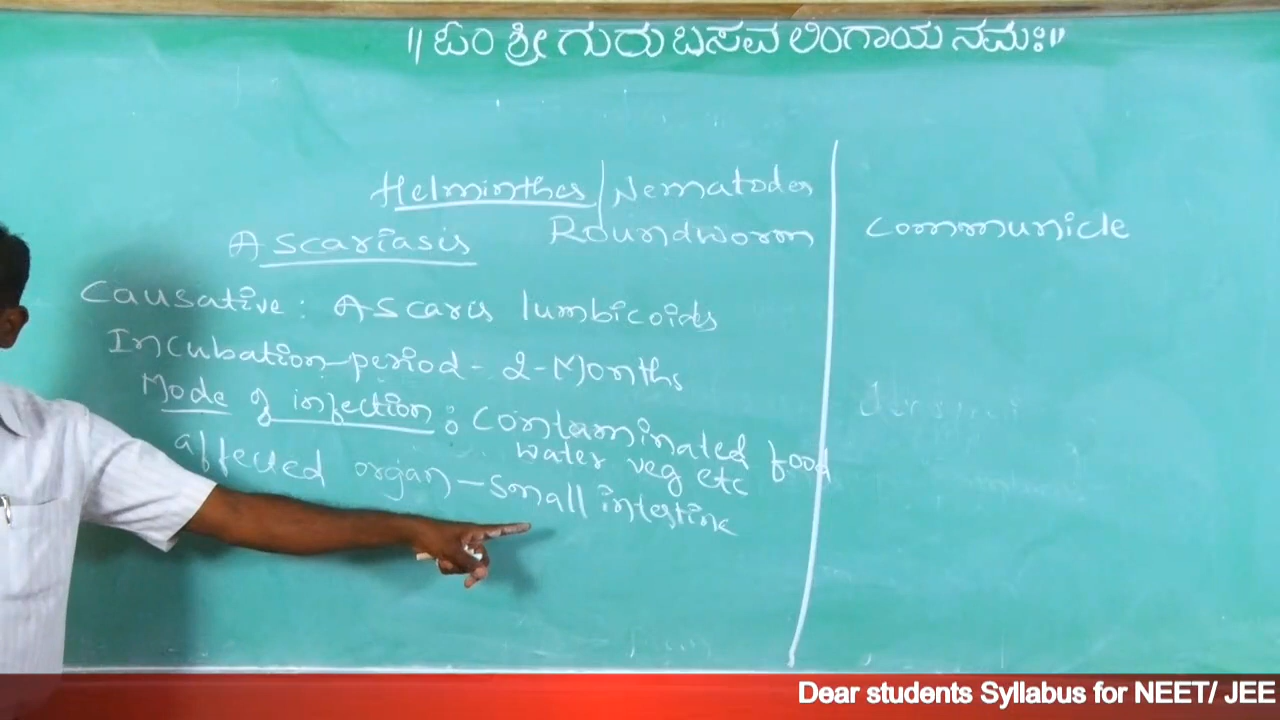 || ಓಂ ಶ್ರೀ ಗುರು ಬಸವ ಲಿಂಗಾಯ ನಮಃ ||
Helminthes / Nematodes
Ascariasis Roundworm
Communicle
Causative : Ascaris lumbicoids
Incubation period - 2 - Months
Mode of infection : Contaminated food
water veg etc
affected organ - small intestine
Dear students Syllabus for NEET/ JEE